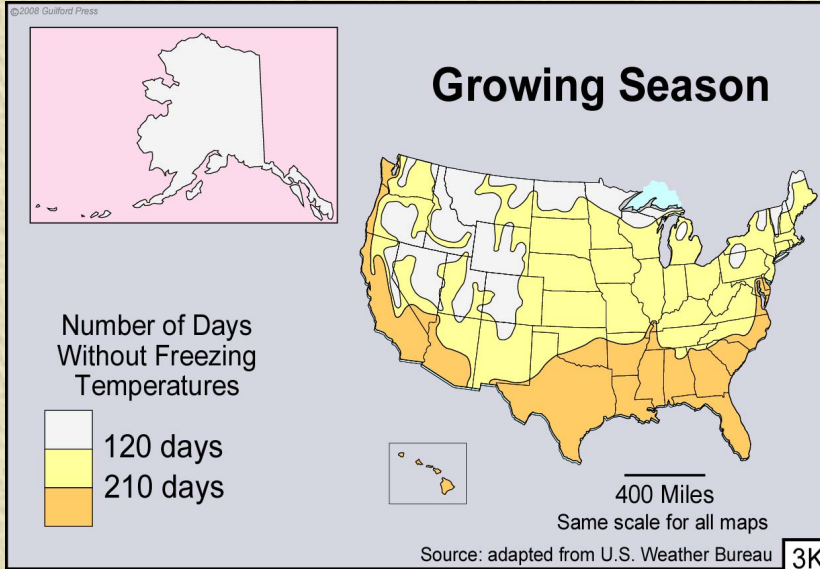 ©2008 Guilford Press
Growing Season
Number of Days
Without Freezing
Temperatures
120 days
210 days
400 Miles
Same scale for all maps
Source: adapted from U.S. Weather Bureau
3K